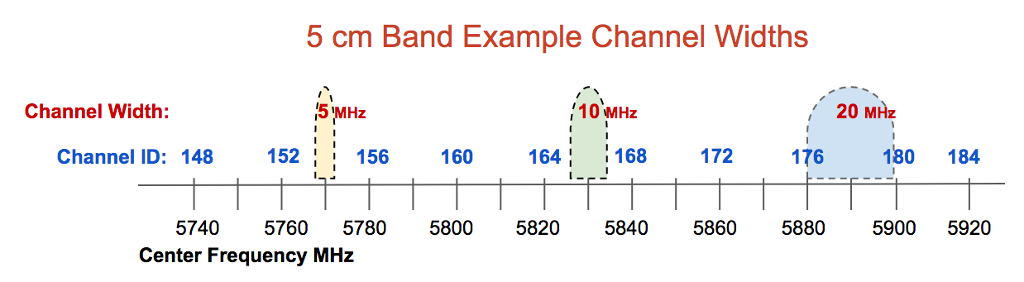 5 cm Band Example Channel Widths
Channel Width: 5 MHz 10 MHz 20 MHz
Channel ID: 148 152 156 160 164 168 172 176 180 184
5740 5760 5780 5800 5820 5840 5860 5880 5900 5920
Center Frequency MHz